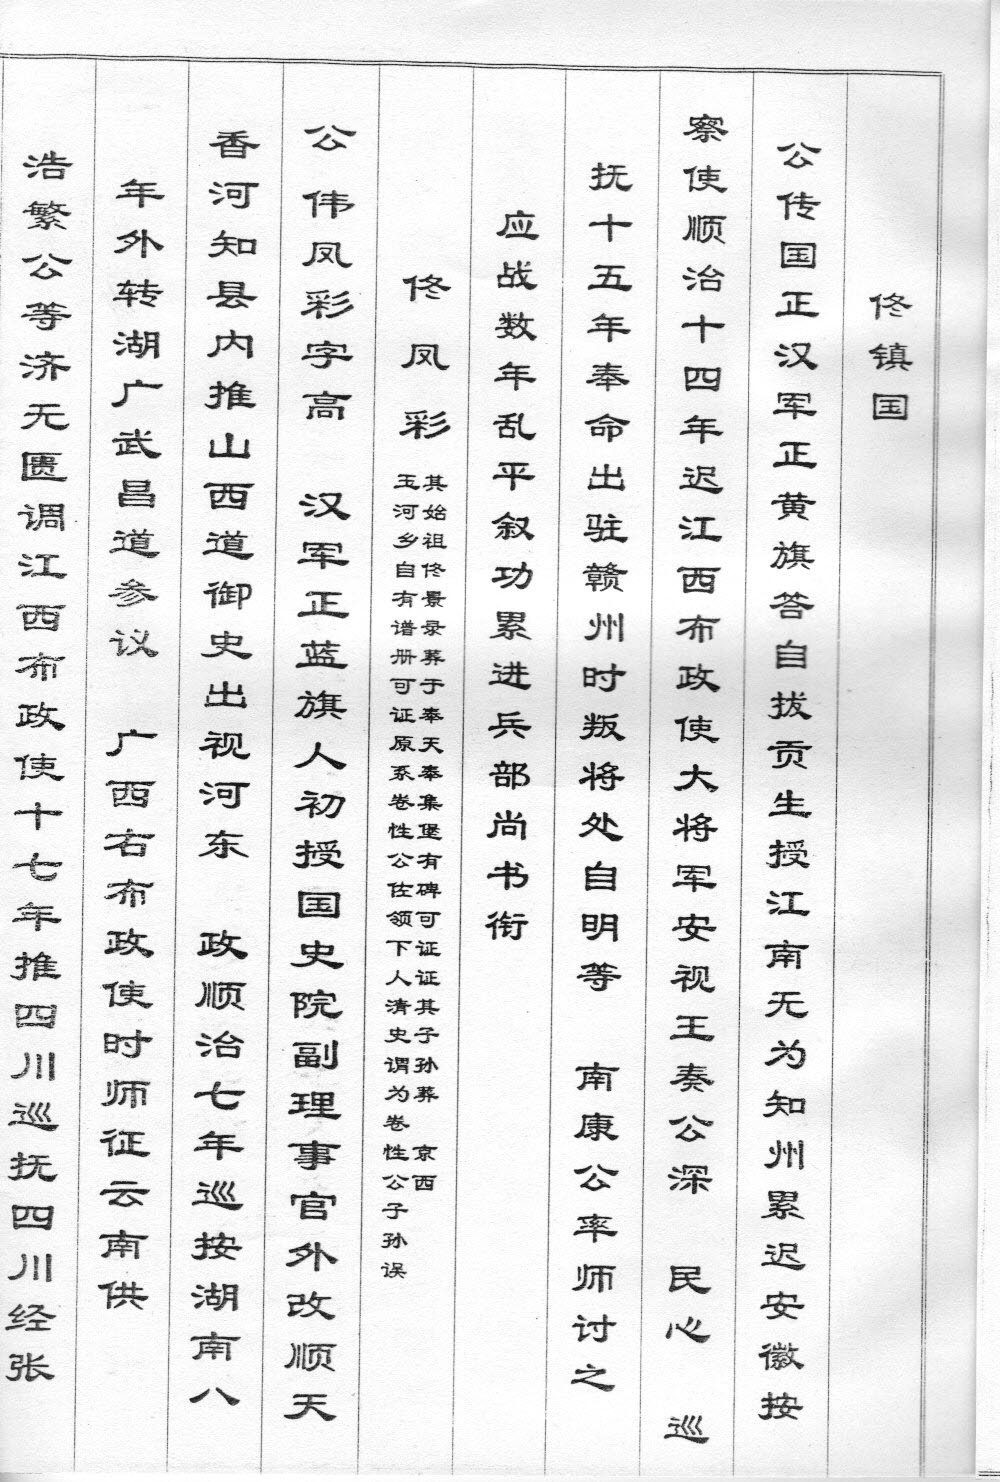 佟镇国
公传国正汉军正黄旗答自拔贡生授江南无为知州累迟安徽按
察使顺治十四年迟江西布政使大将军安视王奏公深 民心 巡
抚十五年奉命出驻赣州时叛将处自明等 南康公率师讨之
应战数年乱平叙功累进兵部尚书衔
佟凤彩
其始祖佟景录葬于奉天奉集堡有碑可证证其子孙葬 京西
玉河乡自有谱册可证原系卷性公佐领下人清史谓为卷性公子孙误
公 伟凤彩字高 汉军正蓝旗人初授国史院副理事官外改顺天
香河知县内推山西道御史出视河东 政顺治七年巡按湖南八
年外转湖广武昌道参议 广西右布政使时师征云南供
浩繁公等济无匮调江西布政使十七年推四川巡抚四川经张